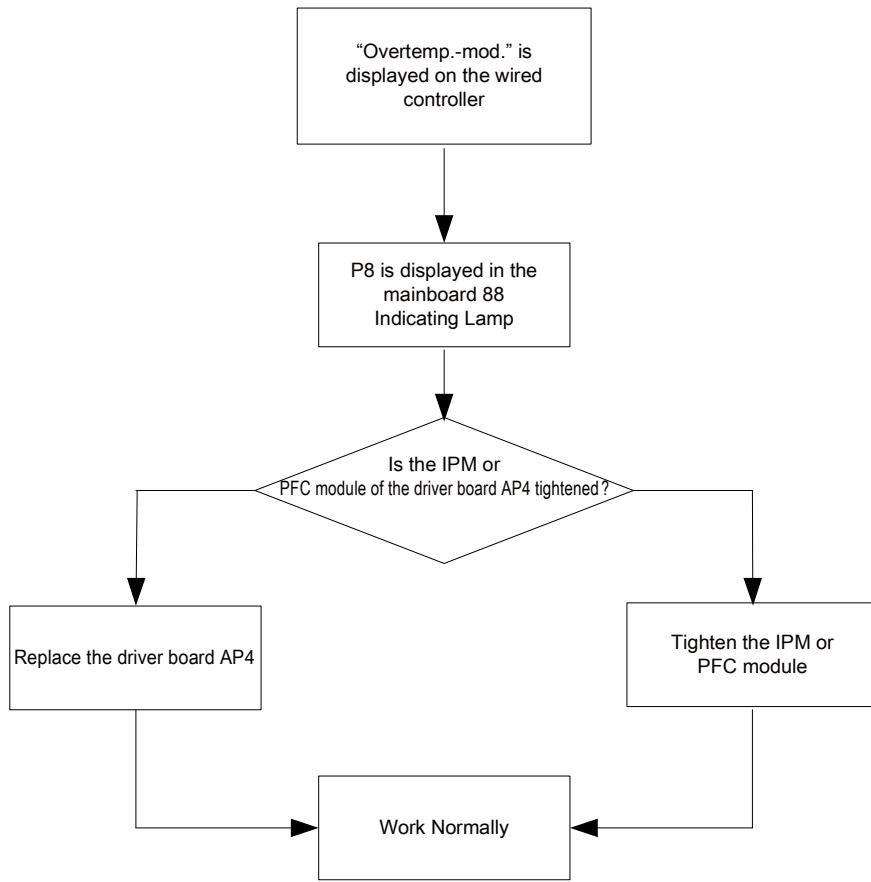 “Overtemp.-mod.” is
displayed on the wired
controller
P8 is displayed in the
mainboard 88
Indicating Lamp
Is the IPM or
PFC module of the driver board AP4 tightened?
Replace the driver board AP4
Tighten the IPM or
PFC module
Work Normally